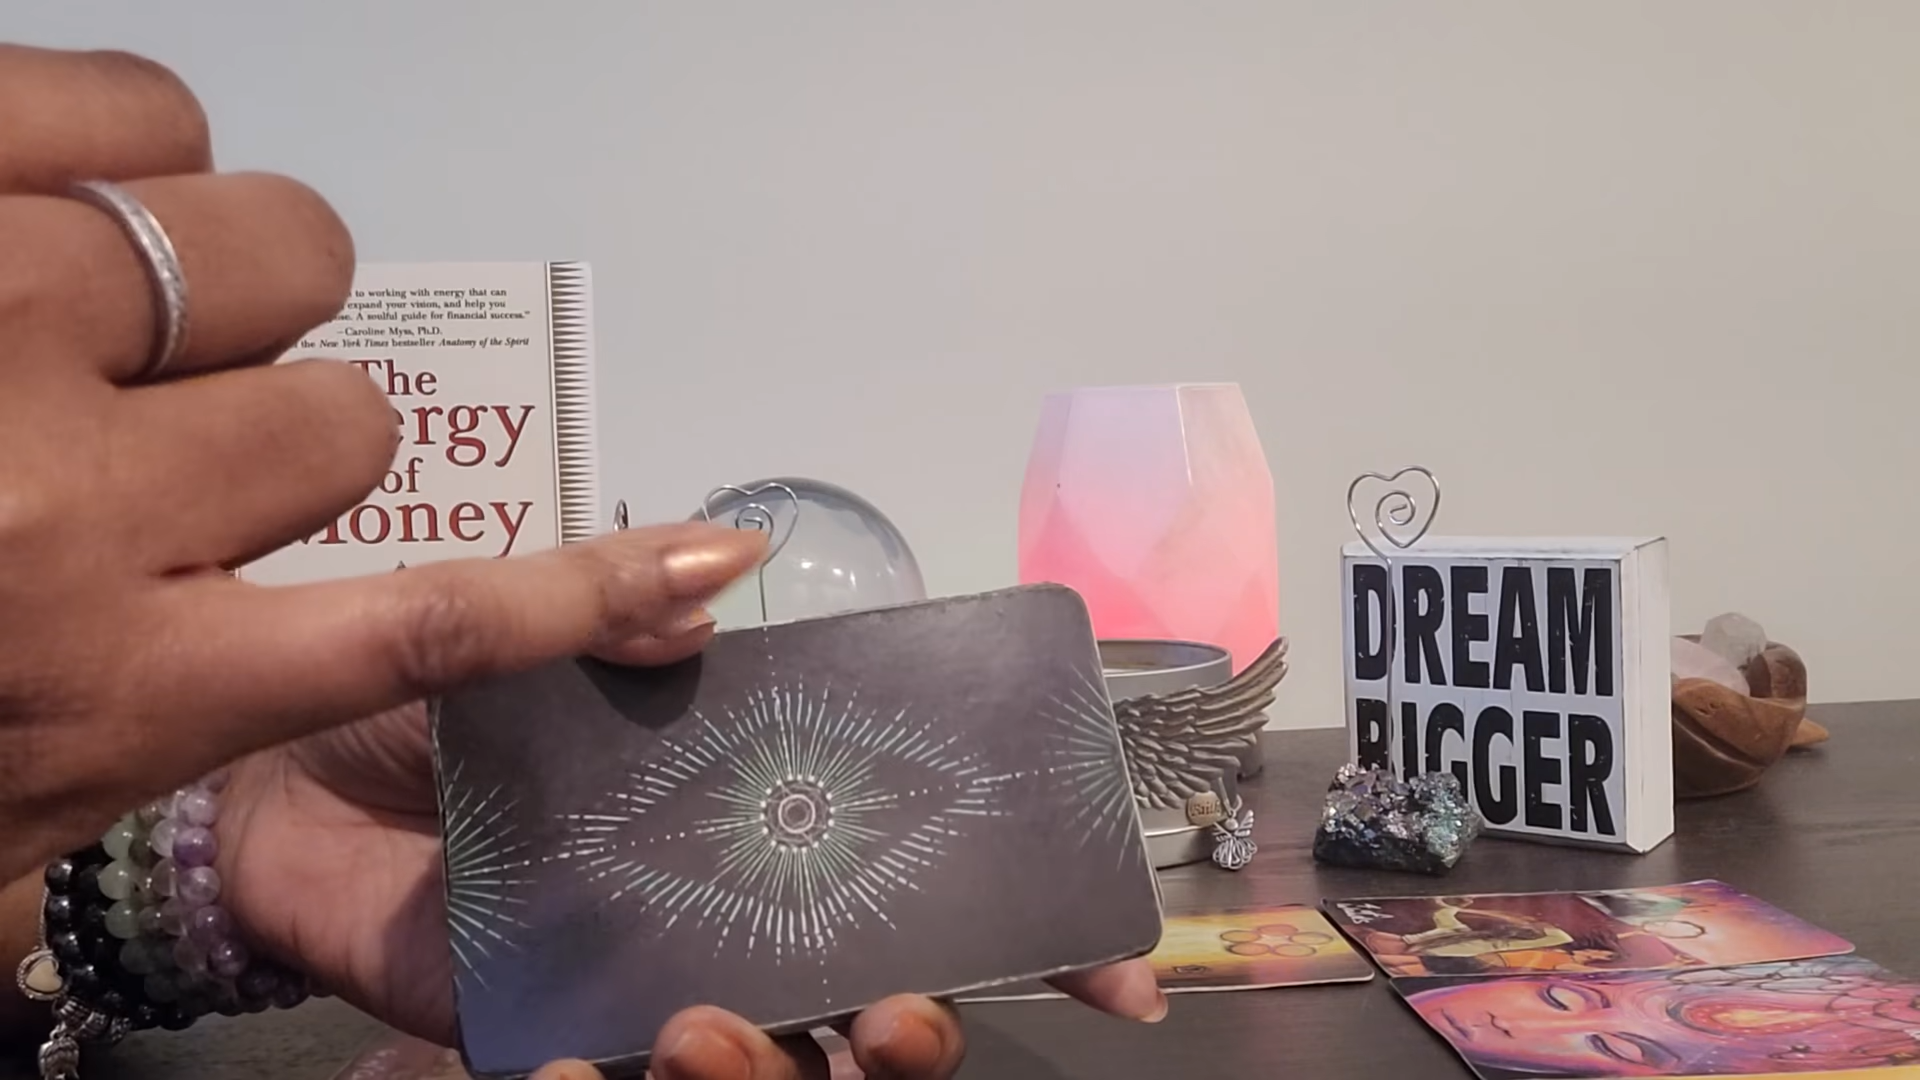 to working with energy that can
expand your vision, and help you
A soulful guide for financial success."
—Caroline Myss, Ph.D.
the New York Times bestseller Anatomy of the Spirit
The
ergy
of
Money
DREAM
BIGGER
Faith